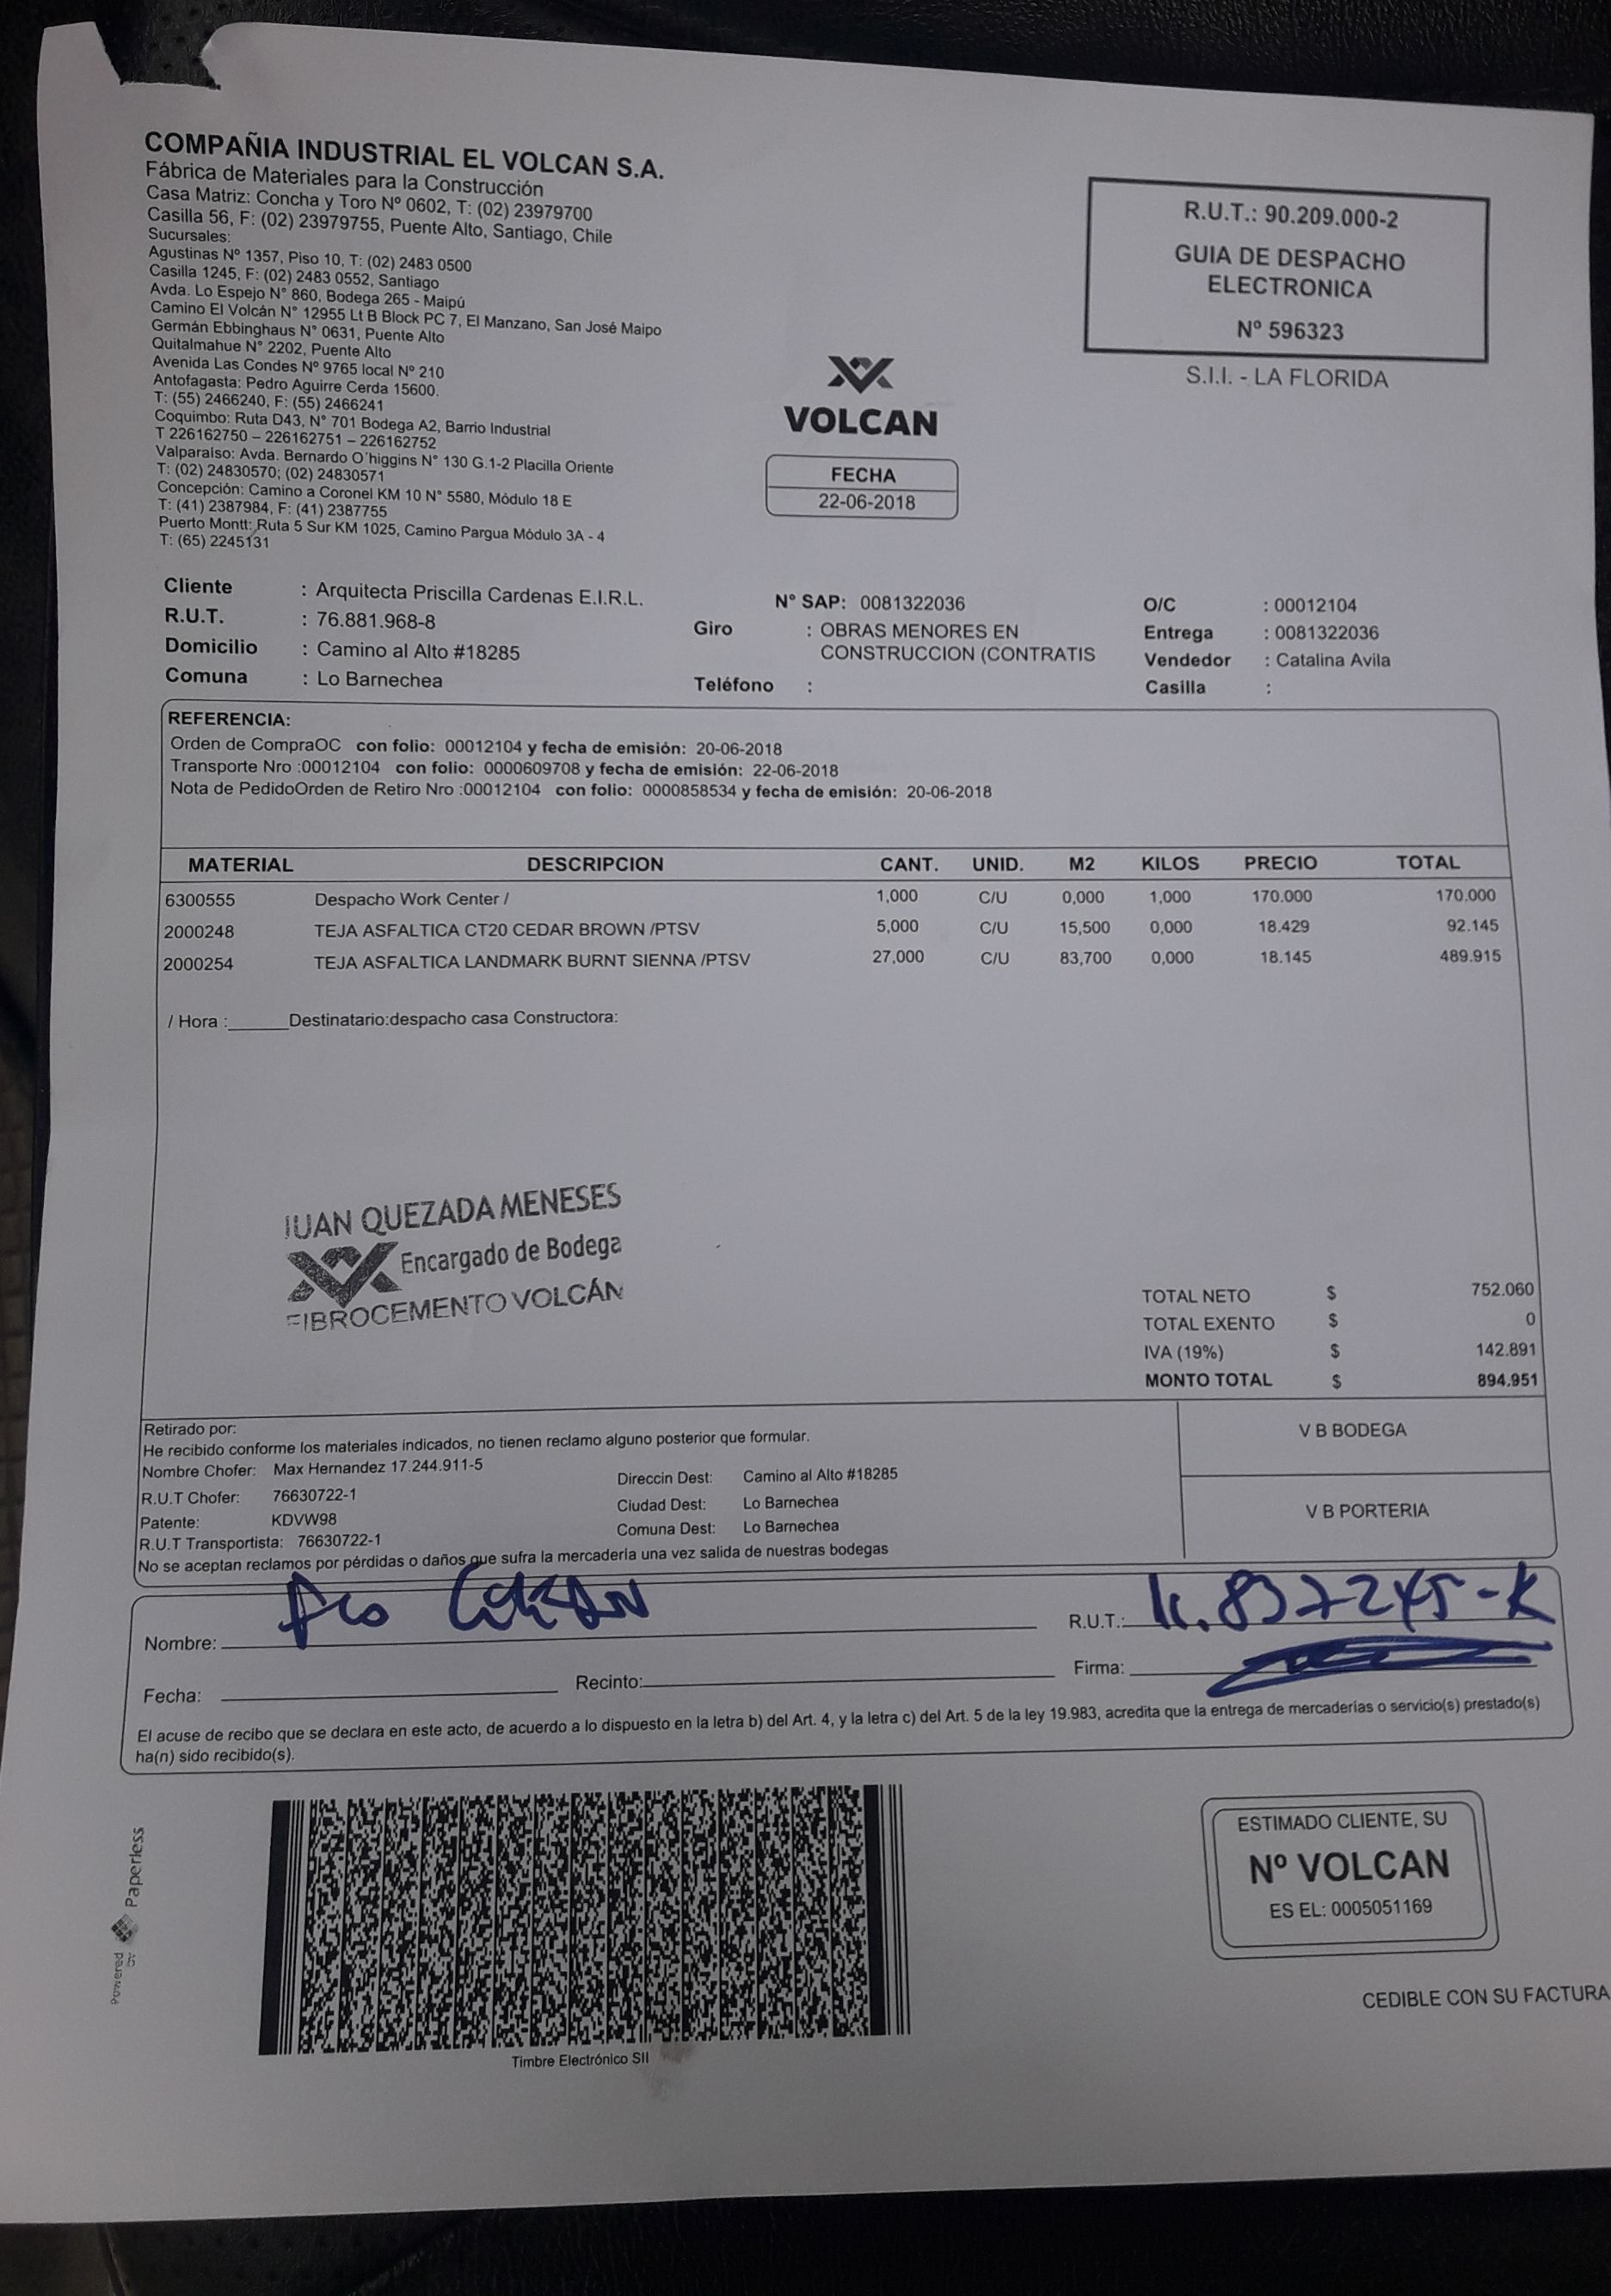 COMPAÑIA INDUSTRIAL EL VOLCAN S.A.
Fábrica de Materiales para la Construcción
Casa Matriz: Concha y Toro Nº 0602, T: (02) 23979700
Casilla 56, F: (02) 23979755, Puente Alto, Santiago, Chile
Sucursales:
Agustinas Nº 1357, Piso 10, T: (02) 2483 0500
Casilla 1245, F: (02) 2483 0552, Santiago
Avda. Lo Espejo N° 860, Bodega 265 - Maipú
Camino El Volcán N° 12955 Lt B Block PC 7, El Manzano, San José Maipo
Germán Ebbinghaus N° 0631, Puente Alto
Quitalmahue N° 2202, Puente Alto
Avenida Las Condes Nº 9765 local Nº 210
Antofagasta: Pedro Aguirre Cerda 15600.
T: (55) 2466240, F: (55) 2466241
Coquimbo: Ruta D43, N° 701 Bodega A2, Barrio Industrial
T 226162750 – 226162751 – 226162752
Valparaíso: Avda. Bernardo O´higgins N° 130 G.1-2 Placilla Oriente
T: (02) 24830570; (02) 24830571
Concepción: Camino a Coronel KM 10 N° 5580, Módulo 18 E
T: (41) 2387984, F: (41) 2387755
Puerto Montt: Ruta 5 Sur KM 1025, Camino Pargua Módulo 3A - 4
T: (65) 2245131
R.U.T.: 90.209.000-2
GUIA DE DESPACHO
ELECTRONICA
Nº 596323
S.I.I. - LA FLORIDA
VOLCAN
FECHA
22-06-2018
Cliente : Arquitecta Priscilla Cardenas E.I.R.L.
R.U.T. : 76.881.968-8
Domicilio : Camino al Alto #18285
Comuna : Lo Barnechea
N° SAP: 0081322036
Giro : OBRAS MENORES EN
CONSTRUCCION (CONTRATIS
Teléfono :
O/C : 00012104
Entrega : 0081322036
Vendedor : Catalina Avila
Casilla :
REFERENCIA:
Orden de CompraOC con folio: 00012104 y fecha de emisión: 20-06-2018
Transporte Nro :00012104 con folio: 0000609708 y fecha de emisión: 22-06-2018
Nota de PedidoOrden de Retiro Nro :00012104 con folio: 0000858534 y fecha de emisión: 20-06-2018
MATERIAL DESCRIPCION CANT. UNID. M2 KILOS PRECIO TOTAL
6300555 Despacho Work Center / 1,000 C/U 0,000 1,000 170.000 170.000
2000248 TEJA ASFALTICA CT20 CEDAR BROWN /PTSV 5,000 C/U 15,500 0,000 18.429 92.145
2000254 TEJA ASFALTICA LANDMARK BURNT SIENNA /PTSV 27,000 C/U 83,700 0,000 18.145 489.915
/ Hora :______Destinatario:despacho casa Constructora:
JUAN QUEZADA MENESES
Encargado de Bodega
FIBROCEMENTO VOLCÁN
TOTAL NETO $ 752.060
TOTAL EXENTO $ 0
IVA (19%) $ 142.891
MONTO TOTAL $ 894.951
Retirado por:
He recibido conforme los materiales indicados, no tienen reclamo alguno posterior que formular.
Nombre Chofer: Max Hernandez 17.244.911-5
R.U.T Chofer: 76630722-1
Patente: KDVW98
R.U.T Transportista: 76630722-1
Direccin Dest: Camino al Alto #18285
Ciudad Dest: Lo Barnechea
Comuna Dest: Lo Barnechea
No se aceptan reclamos por pérdidas o daños que sufra la mercadería una vez salida de nuestras bodegas
V B BODEGA
V B PORTERIA
Nombre:
R.U.T.: 11.837245-K
Fecha:
Recinto:
Firma:
El acuse de recibo que se declara en este acto, de acuerdo a lo dispuesto en la letra b) del Art. 4, y la letra c) del Art. 5 de la ley 19.983, acredita que la entrega de mercaderías o servicio(s) prestado(s)
ha(n) sido recibido(s).
Powered by Paperless
Timbre Electrónico SII
ESTIMADO CLIENTE, SU
Nº VOLCAN
ES EL: 0005051169
CEDIBLE CON SU FACTURA